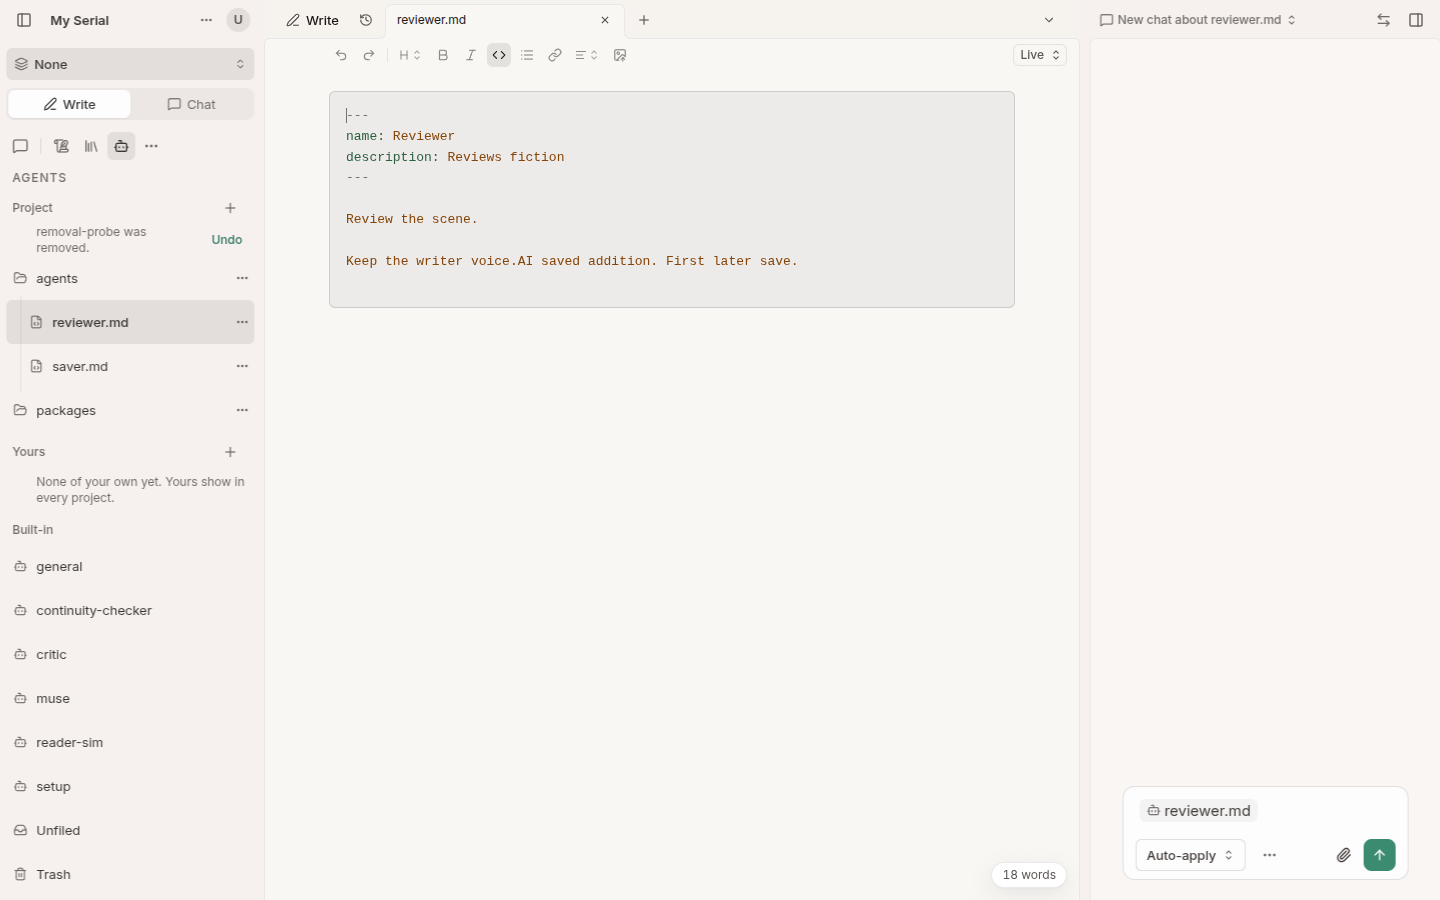 My Serial
U
None
Write
Chat
AGENTS
Project
removal-probe was
removed.
Undo
agents
reviewer.md
saver.md
packages
Yours
None of your own yet. Yours show in
every project.
Built-in
general
continuity-checker
critic
muse
reader-sim
setup
Unfiled
Trash
Write
reviewer.md
H
B
I
Live
---
name: Reviewer
description: Reviews fiction
---
Review the scene.
Keep the writer voice.AI saved addition. First later save.
18 words
New chat about reviewer.md
reviewer.md
Auto-apply